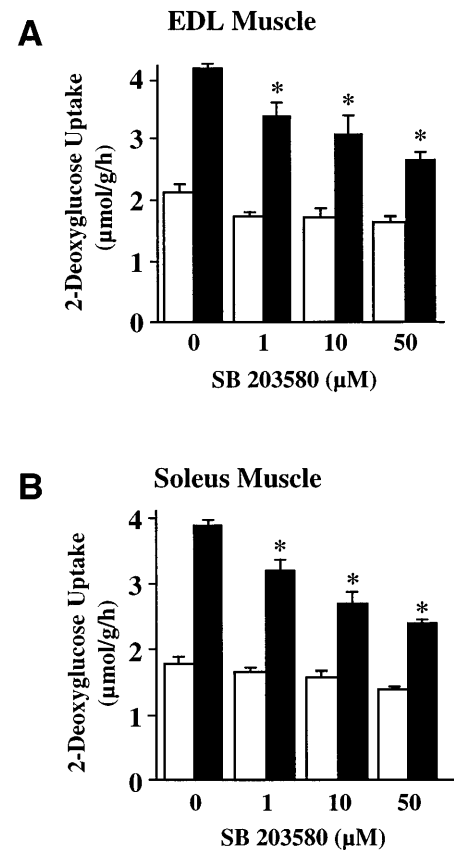 A
EDL Muscle
2-Deoxyglucose Uptake
(µmol/g/h)
4
3
2
1
0
* * *
0 1 10 50
SB 203580 (µM)
B
Soleus Muscle
2-Deoxyglucose Uptake
(µmol/g/h)
4
3
2
1
0
* * *
0 1 10 50
SB 203580 (µM)